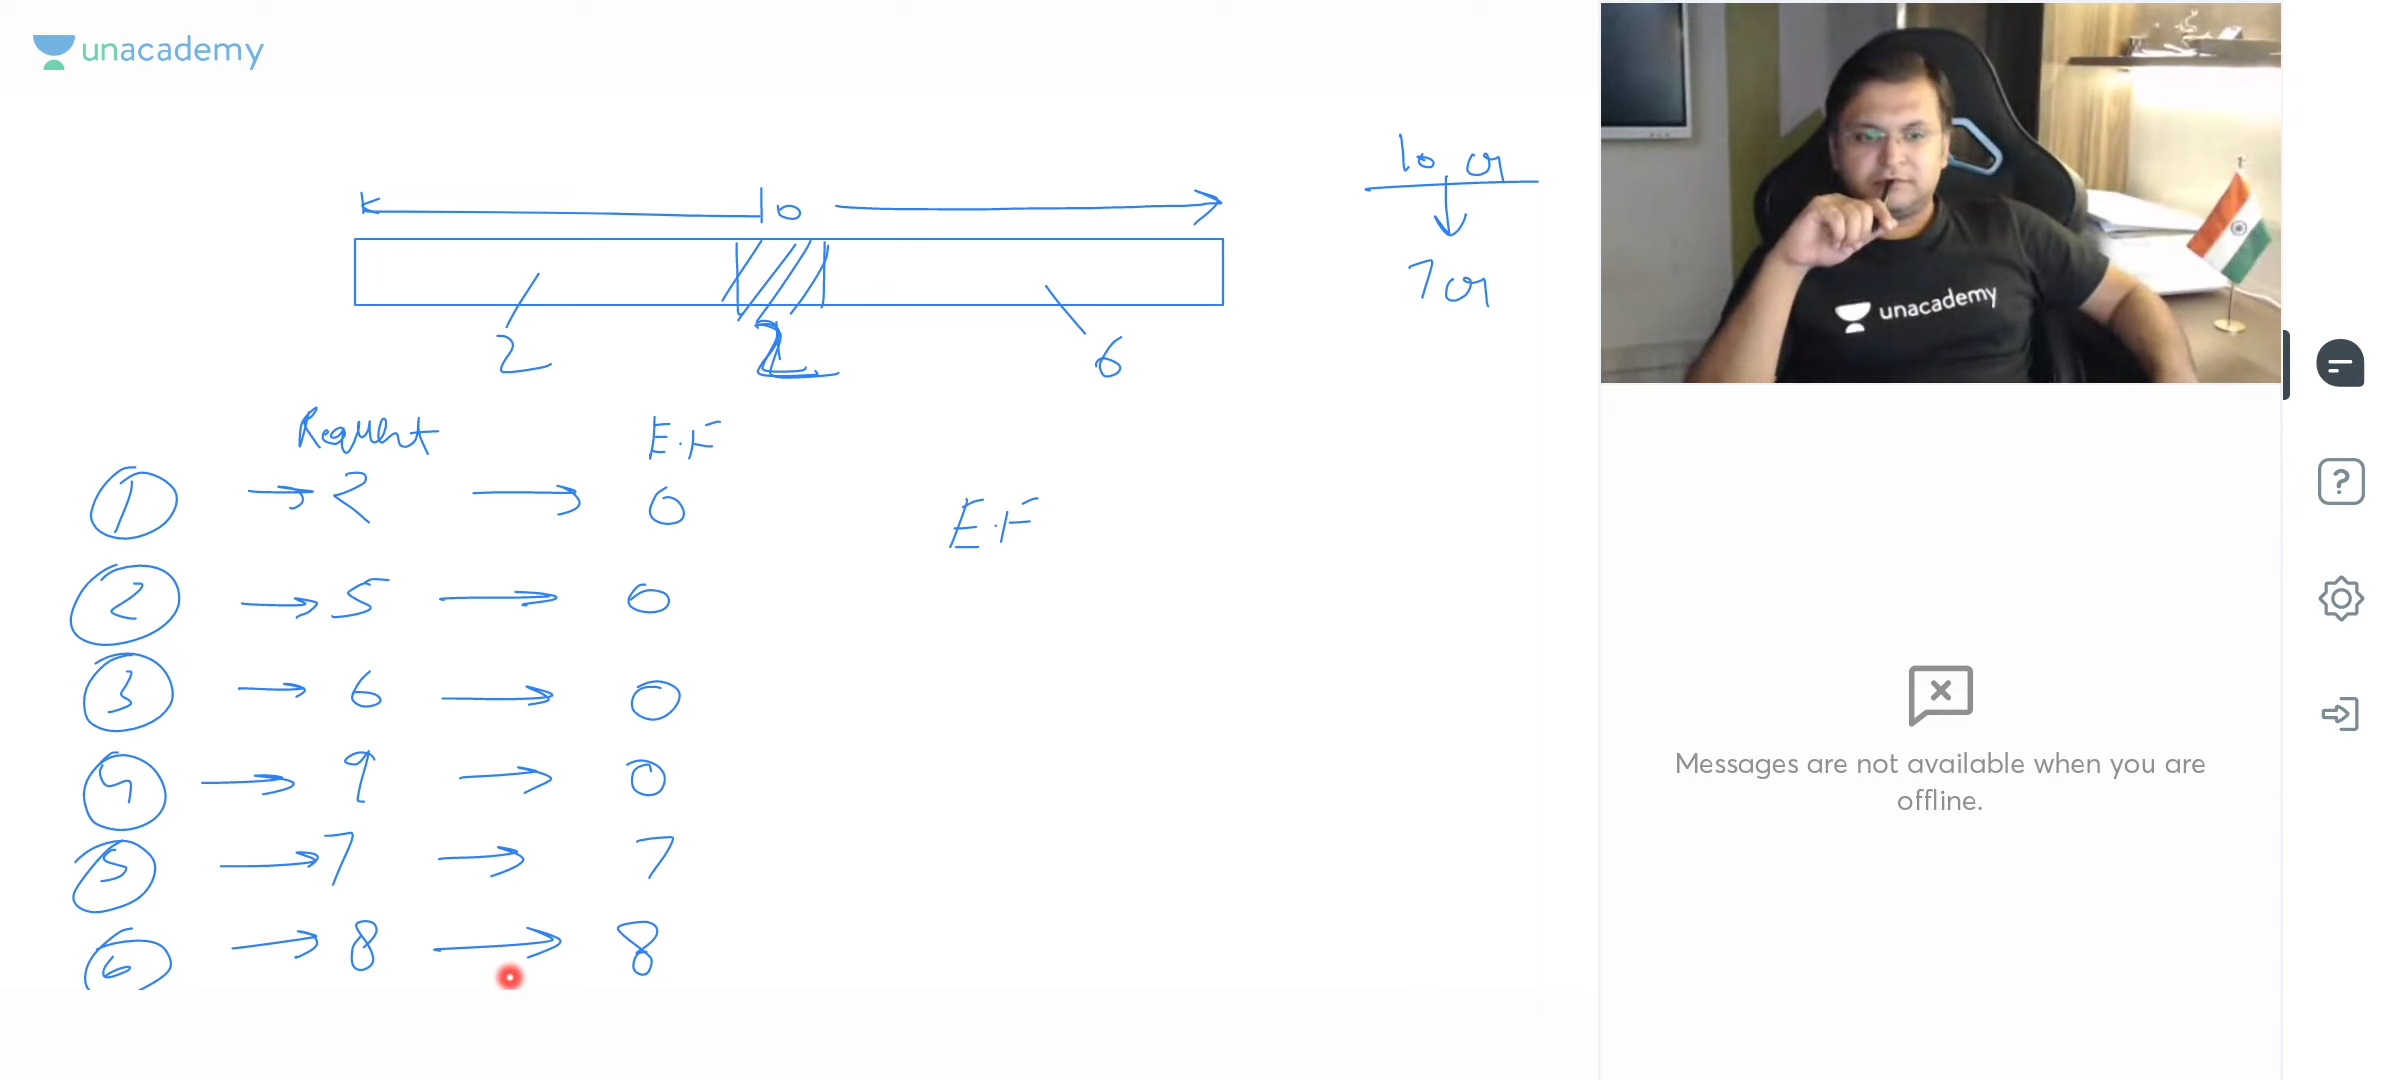 unacademy
10
10 cr
7 cr
2 2 6
Request E.F
1 → 2 → 0
E.F
2 → 5 → 0
3 → 6 → 0
4 → 9 → 0
5 → 7 → 7
6 → 8 → 8
unacademy
?
Messages are not available when you are
offline.